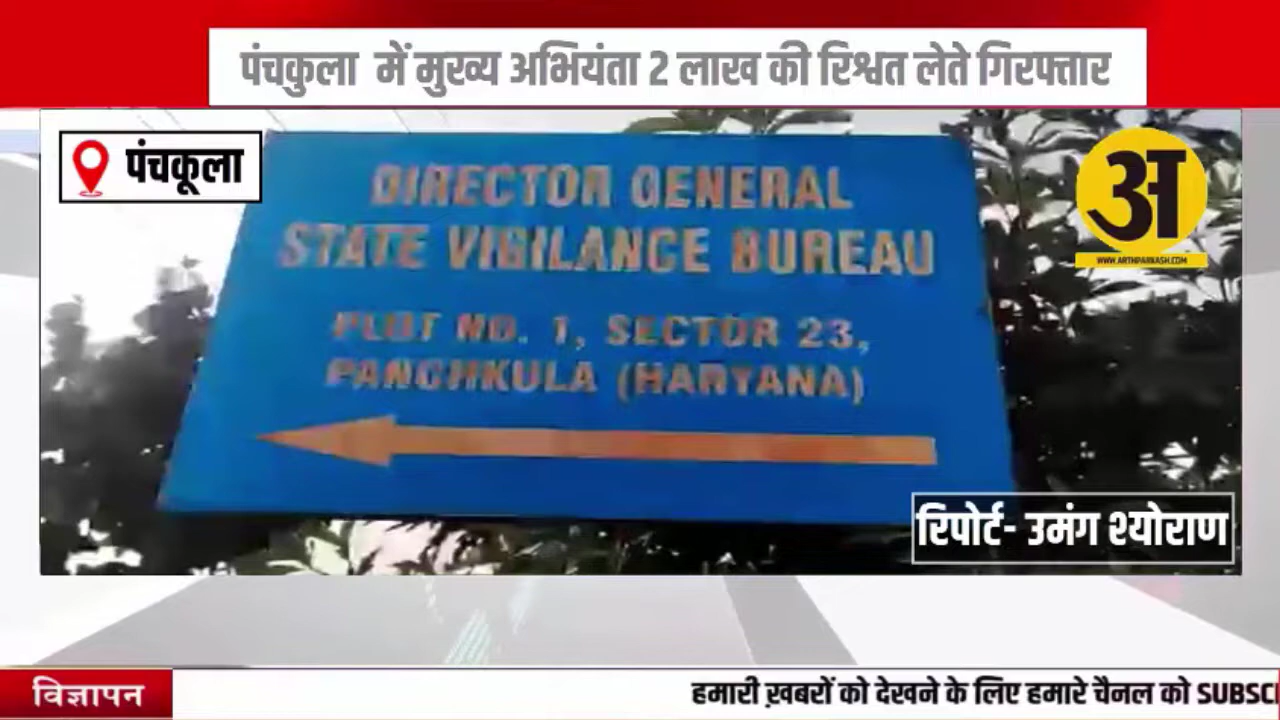 पंचकुला में मुख्य अभियंता 2 लाख की रिश्वत लेते गिरफ्तार
पंचकूला
DIRECTOR GENERAL
STATE VIGILANCE BUREAU
PLOT NO. 1, SECTOR 23,
PANCHKULA (HARYANA)
अ
WWW.ARTHPARKASH.COM
रिपोर्ट- उमंग श्योराण
विज्ञापन
हमारी ख़बरों को देखने के लिए हमारे चैनल को SUBSC